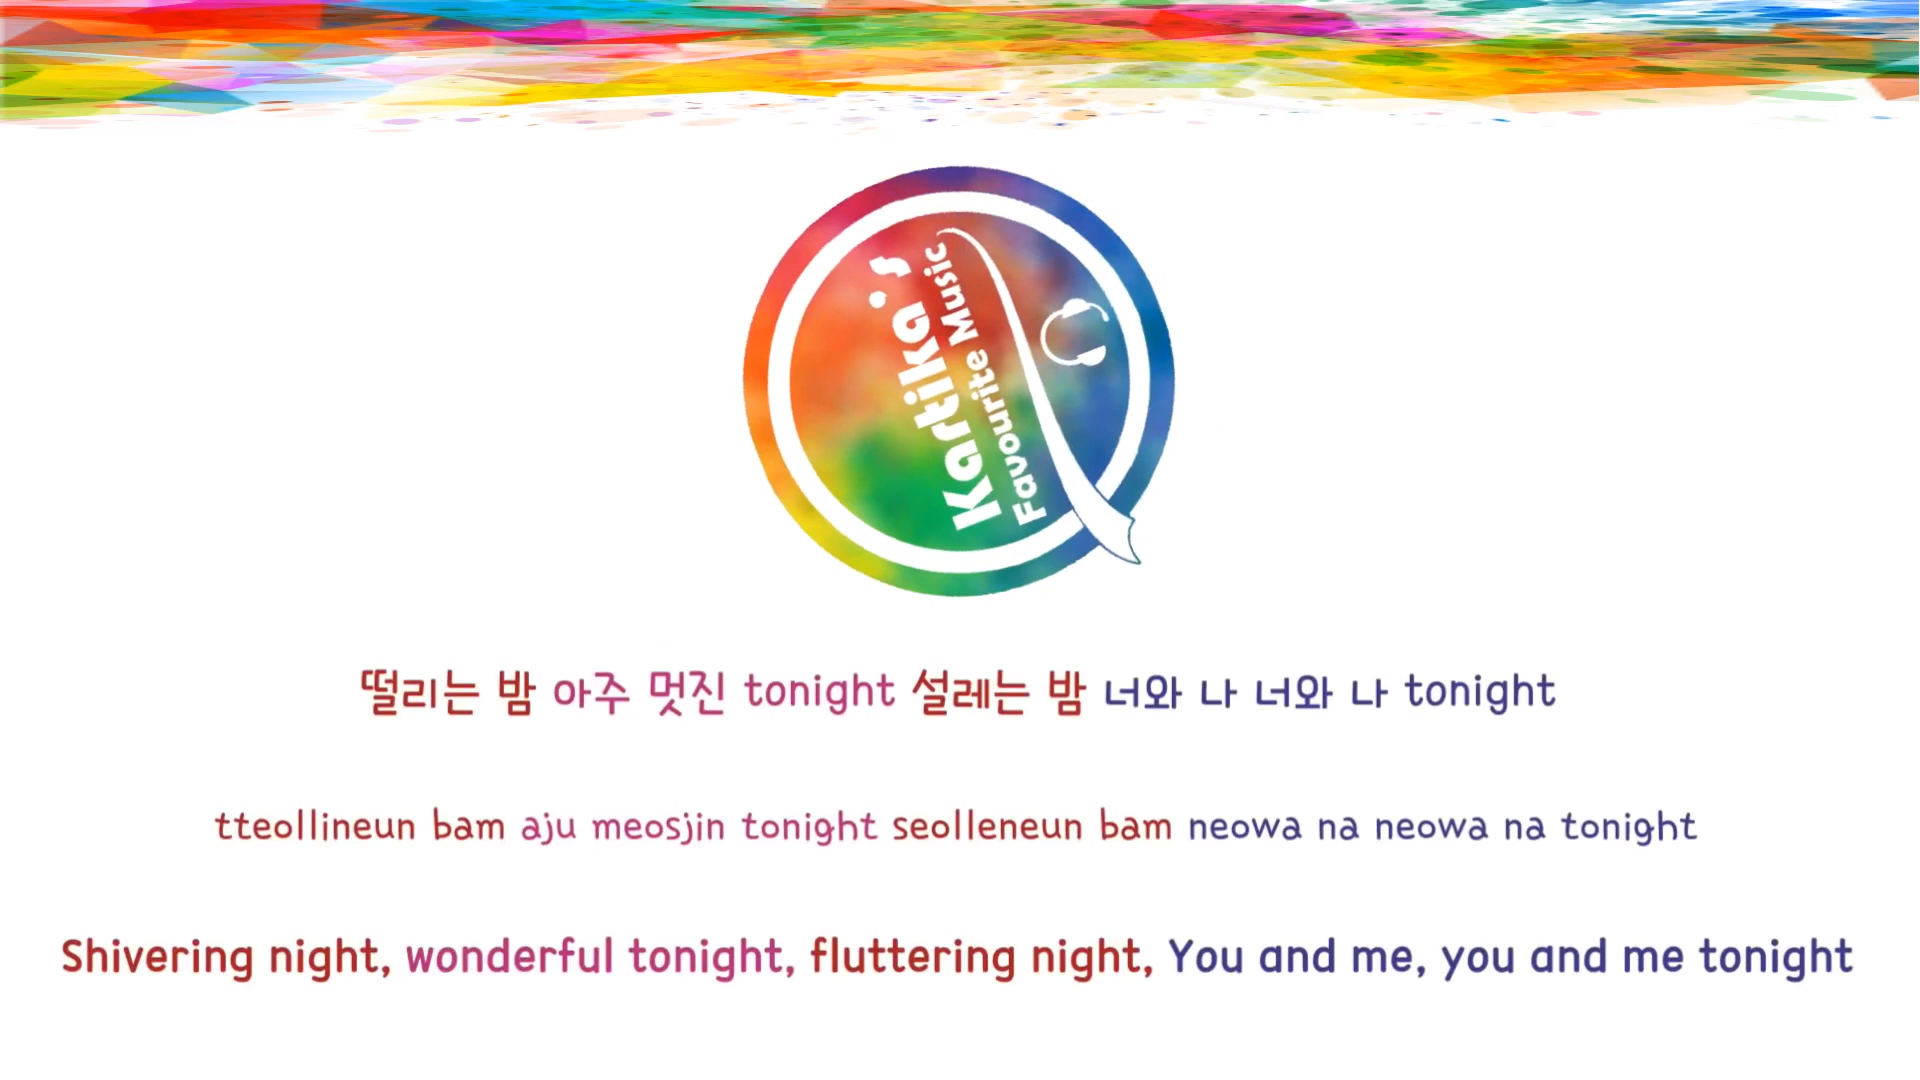 Kartika's
Favourite Music
떨리는 밤 아주 멋진 tonight 설레는 밤 너와 나 너와 나 tonight
tteollineun bam aju meosjin tonight seolleneun bam neowa na neowa na tonight
Shivering night, wonderful tonight, fluttering night, You and me, you and me tonight